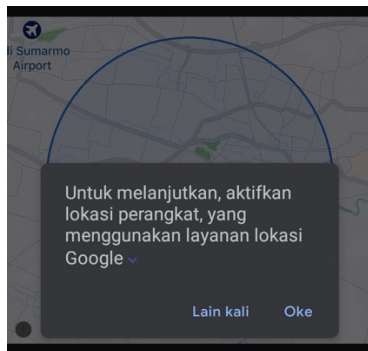 li Sumarmo
Airport
Untuk melanjutkan, aktifkan
lokasi perangkat, yang
menggunakan layanan lokasi
Google
Lain kali Oke